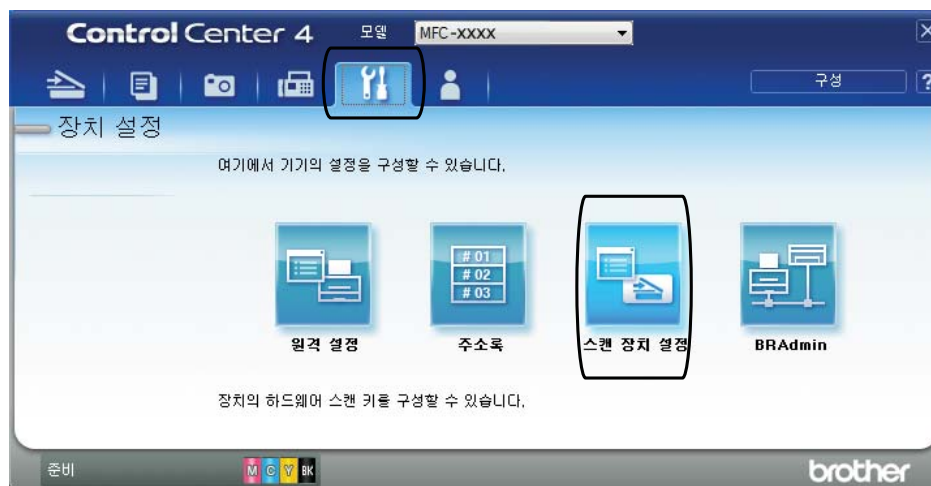 Control Center 4 모델 MFC-XXXX
구성 ?
장치 설정
여기에서 기기의 설정을 구성할 수 있습니다.
# 01
# 02
# 03
원격 설정 주소록 스캔 장치 설정 BRAdmin
장치의 하드웨어 스캔 키를 구성할 수 있습니다.
준비 M C Y BK brother